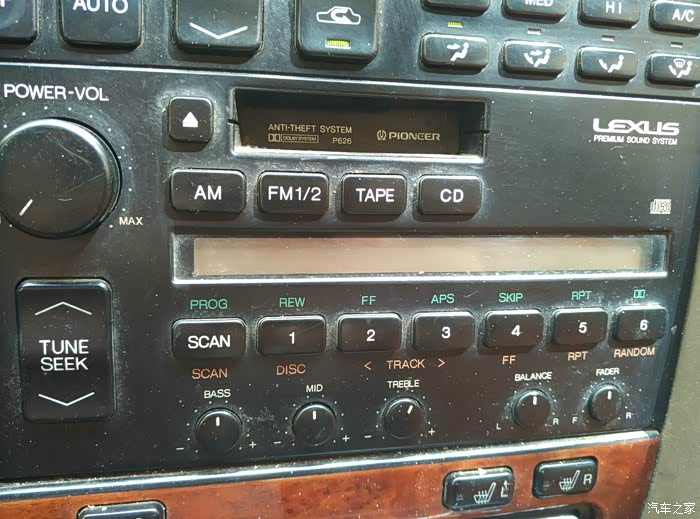 AUTO
MED
HI
A/C
POWER-VOL
MAX
ANTI-THEFT SYSTEM
DOLBY SYSTEM P626
PIONEER
LEXUS
PREMIUM SOUND SYSTEM
AM FM1/2 TAPE CD
disc
PROG REW FF APS SKIP RPT
SCAN 1 2 3 4 5 6
SCAN DISC < TRACK > FF RPT RANDOM
TUNE
SEEK
BASS MID TREBLE BALANCE FADER
- + - + - + L R F R
L R
汽车之家